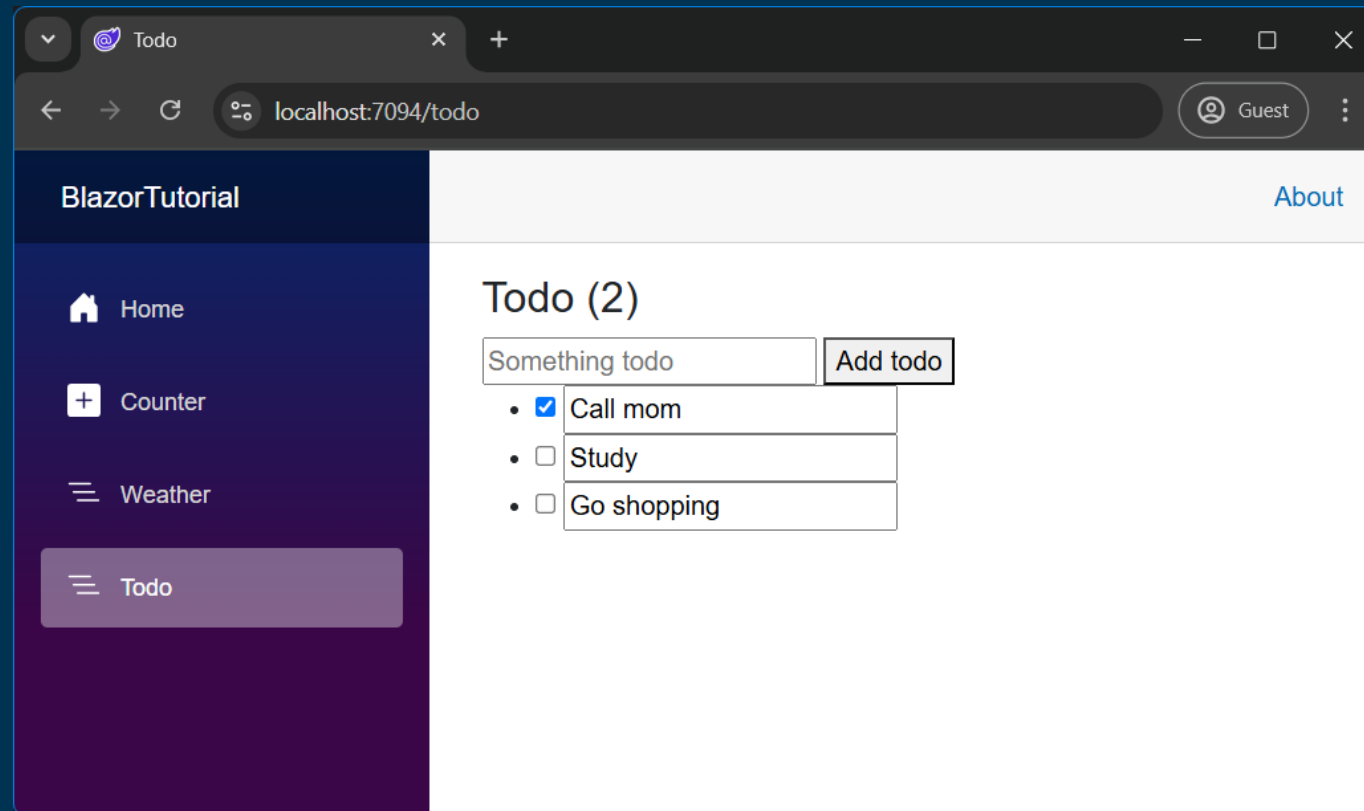 Todo
localhost:7094/todo
Guest
BlazorTutorial
About
Home
Counter
Weather
Todo
Todo (2)
Something todo
Add todo
Call mom
Study
Go shopping